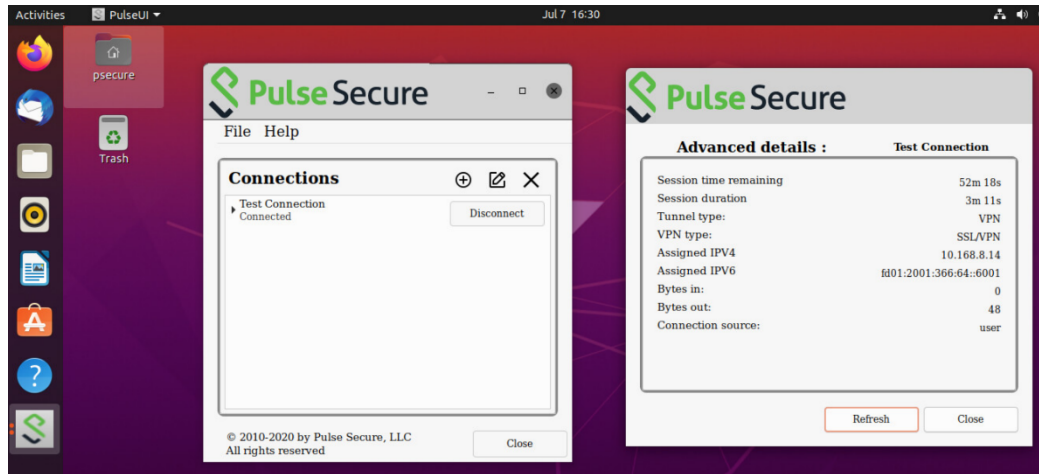 Activities PulseUI Jul 7 16:30
psecure
Trash
Pulse Secure
File Help
Connections
Test Connection
Connected
Disconnect
© 2010-2020 by Pulse Secure, LLC
All rights reserved
Close
Pulse Secure
Advanced details : Test Connection
Session time remaining 52m 18s
Session duration 3m 11s
Tunnel type: VPN
VPN type: SSL/VPN
Assigned IPV4 10.168.8.14
Assigned IPV6 fd01:2001:366:64::6001
Bytes in: 0
Bytes out: 48
Connection source: user
Refresh Close